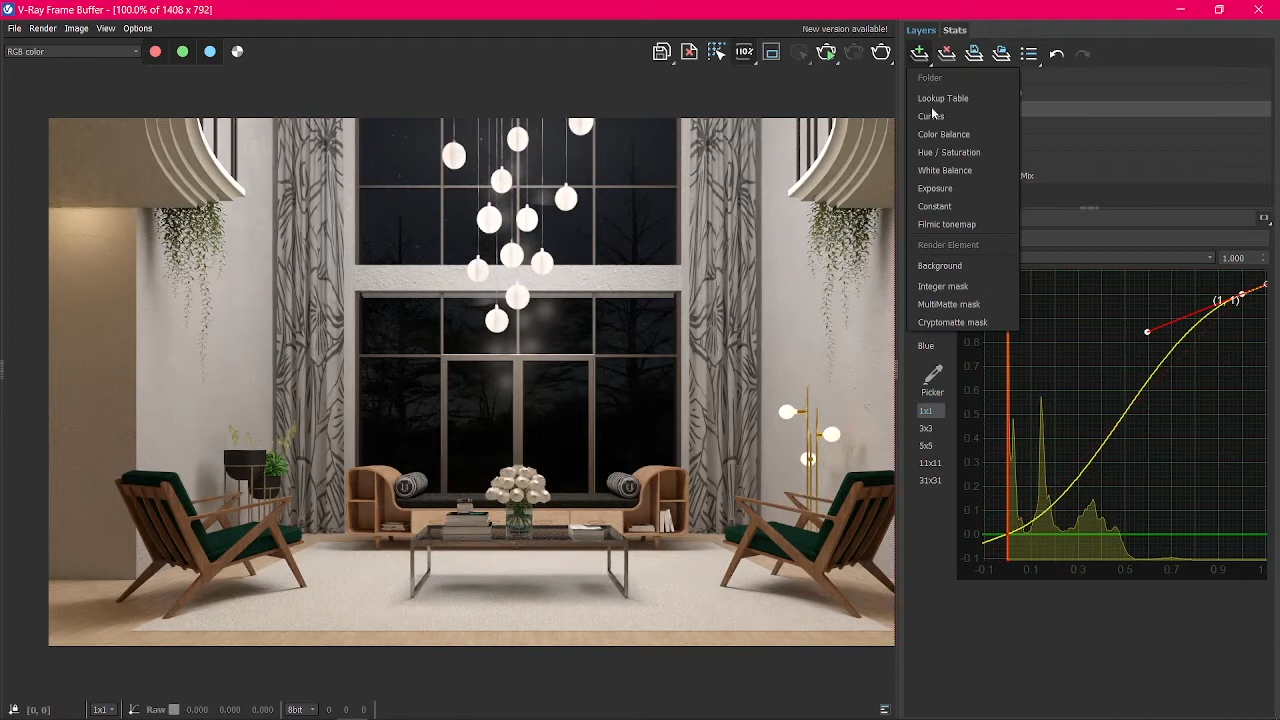 V-Ray Frame Buffer - [100.0% of 1408 x 792]
File Render Image View Options
New version available!
Layers Stats
RGB color
Folder
Lookup Table
Curves
Color Balance
Hue / Saturation
White Balance
Mix
Exposure
Constant
Filmic tonemap
Render Element
Background
1.000
Integer mask
MultiMatte mask
(1, 1)
Cryptomatte mask
Blue
0.8
0.7
0.6
0.5
0.4
0.3
0.2
0.1
0.0
-0.1
-0.1 0.1 0.3 0.5 0.7 0.9 1.
Picker
1x1
3x3
5x5
11x11
31x31
[0, 0] 1x1 Raw 0.000 0.000 0.000 8bit 0 0 0